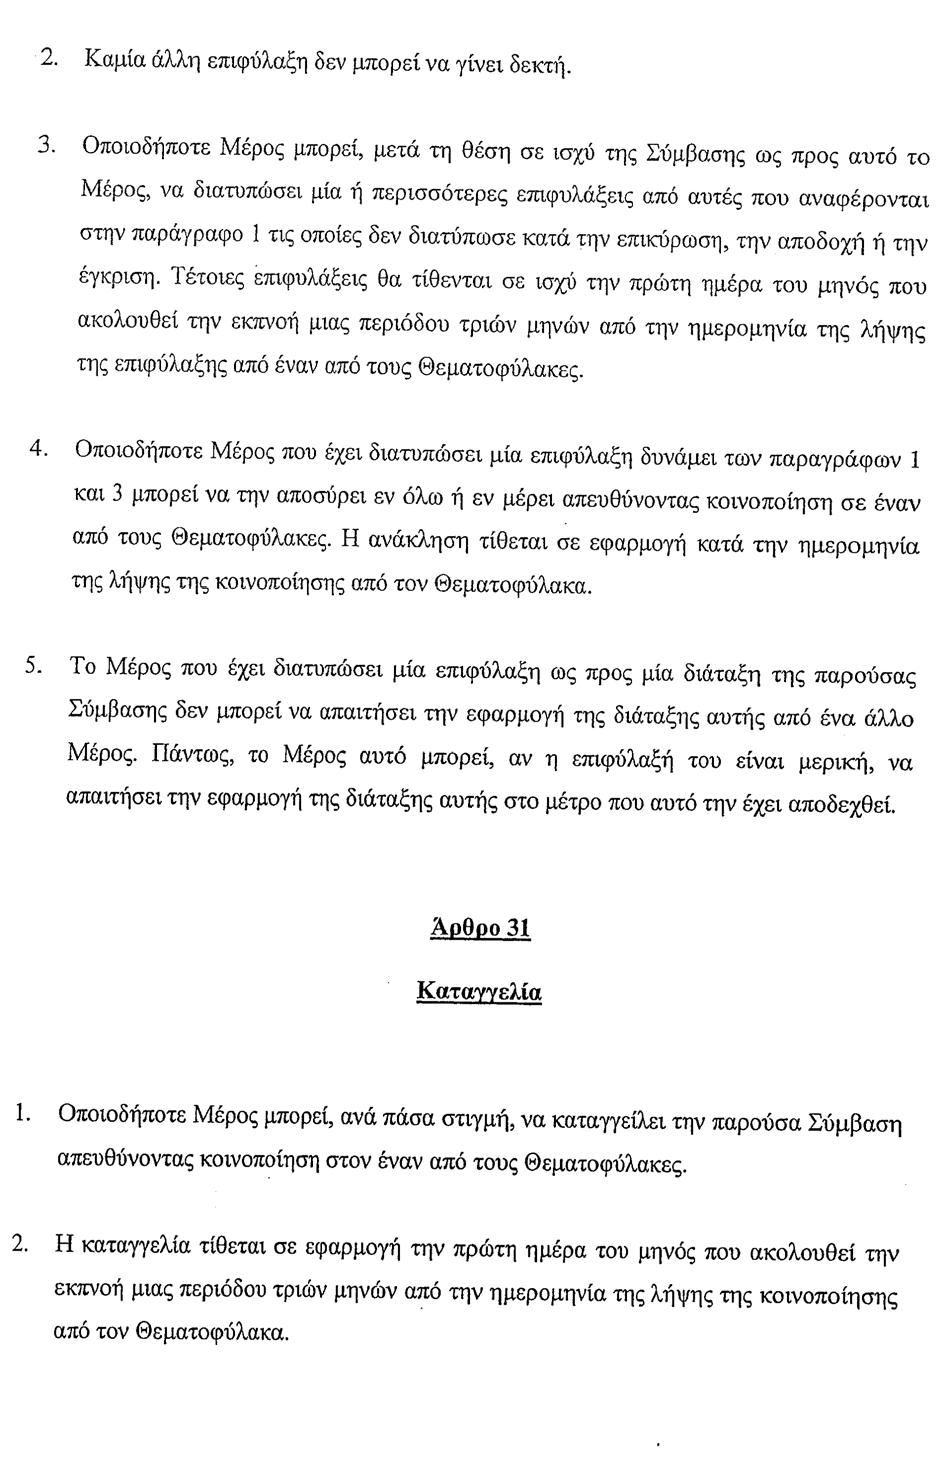 2. Καμία άλλη επιφύλαξη δεν μπορεί να γίνει δεκτή.
3. Οποιοδήποτε Μέρος μπορεί, μετά τη θέση σε ισχύ της Σύμβασης ως προς αυτό το
Μέρος, να διατυπώσει μία ή περισσότερες επιφυλάξεις από αυτές που αναφέρονται
στην παράγραφο 1 τις οποίες δεν διατύπωσε κατά την επικύρωση, την αποδοχή ή την
έγκριση. Τέτοιες επιφυλάξεις θα τίθενται σε ισχύ την πρώτη ημέρα του μηνός που
ακολουθεί την εκπνοή μιας περιόδου τριών μηνών από την ημερομηνία της λήψης
της επιφύλαξης από έναν από τους Θεματοφύλακες.
4. Οποιοδήποτε Μέρος που έχει διατυπώσει μία επιφύλαξη δυνάμει των παραγράφων 1
και 3 μπορεί να την αποσύρει εν όλω ή εν μέρει απευθύνοντας κοινοποίηση σε έναν
από τους Θεματοφύλακες. Η ανάκληση τίθεται σε εφαρμογή κατά την ημερομηνία
της λήψης της κοινοποίησης από τον Θεματοφύλακα.
5. Το Μέρος που έχει διατυπώσει μία επιφύλαξη ως προς μία διάταξη της παρούσας
Σύμβασης δεν μπορεί να απαιτήσει την εφαρμογή της διάταξης αυτής από ένα άλλο
Μέρος. Πάντως, το Μέρος αυτό μπορεί, αν η επιφύλαξή του είναι μερική, να
απαιτήσει την εφαρμογή της διάταξης αυτής στο μέτρο που αυτό την έχει αποδεχθεί.
Άρθρο 31
Καταγγελία
1. Οποιοδήποτε Μέρος μπορεί, ανά πάσα στιγμή, να καταγγείλει την παρούσα Σύμβαση
απευθύνοντας κοινοποίηση στον έναν από τους Θεματοφύλακες.
2. Η καταγγελία τίθεται σε εφαρμογή την πρώτη ημέρα του μηνός που ακολουθεί την
εκπνοή μιας περιόδου τριών μηνών από την ημερομηνία της λήψης της κοινοποίησης
από τον Θεματοφύλακα.